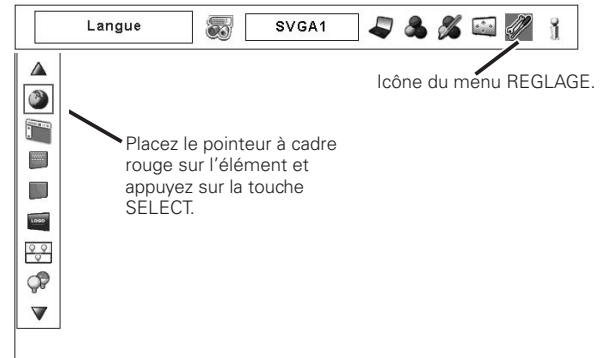 Langue
SVGA1
Icône du menu REGLAGE.
Placez le pointeur à cadre
rouge sur l'élément et
appuyez sur la touche
SELECT.
LOGO